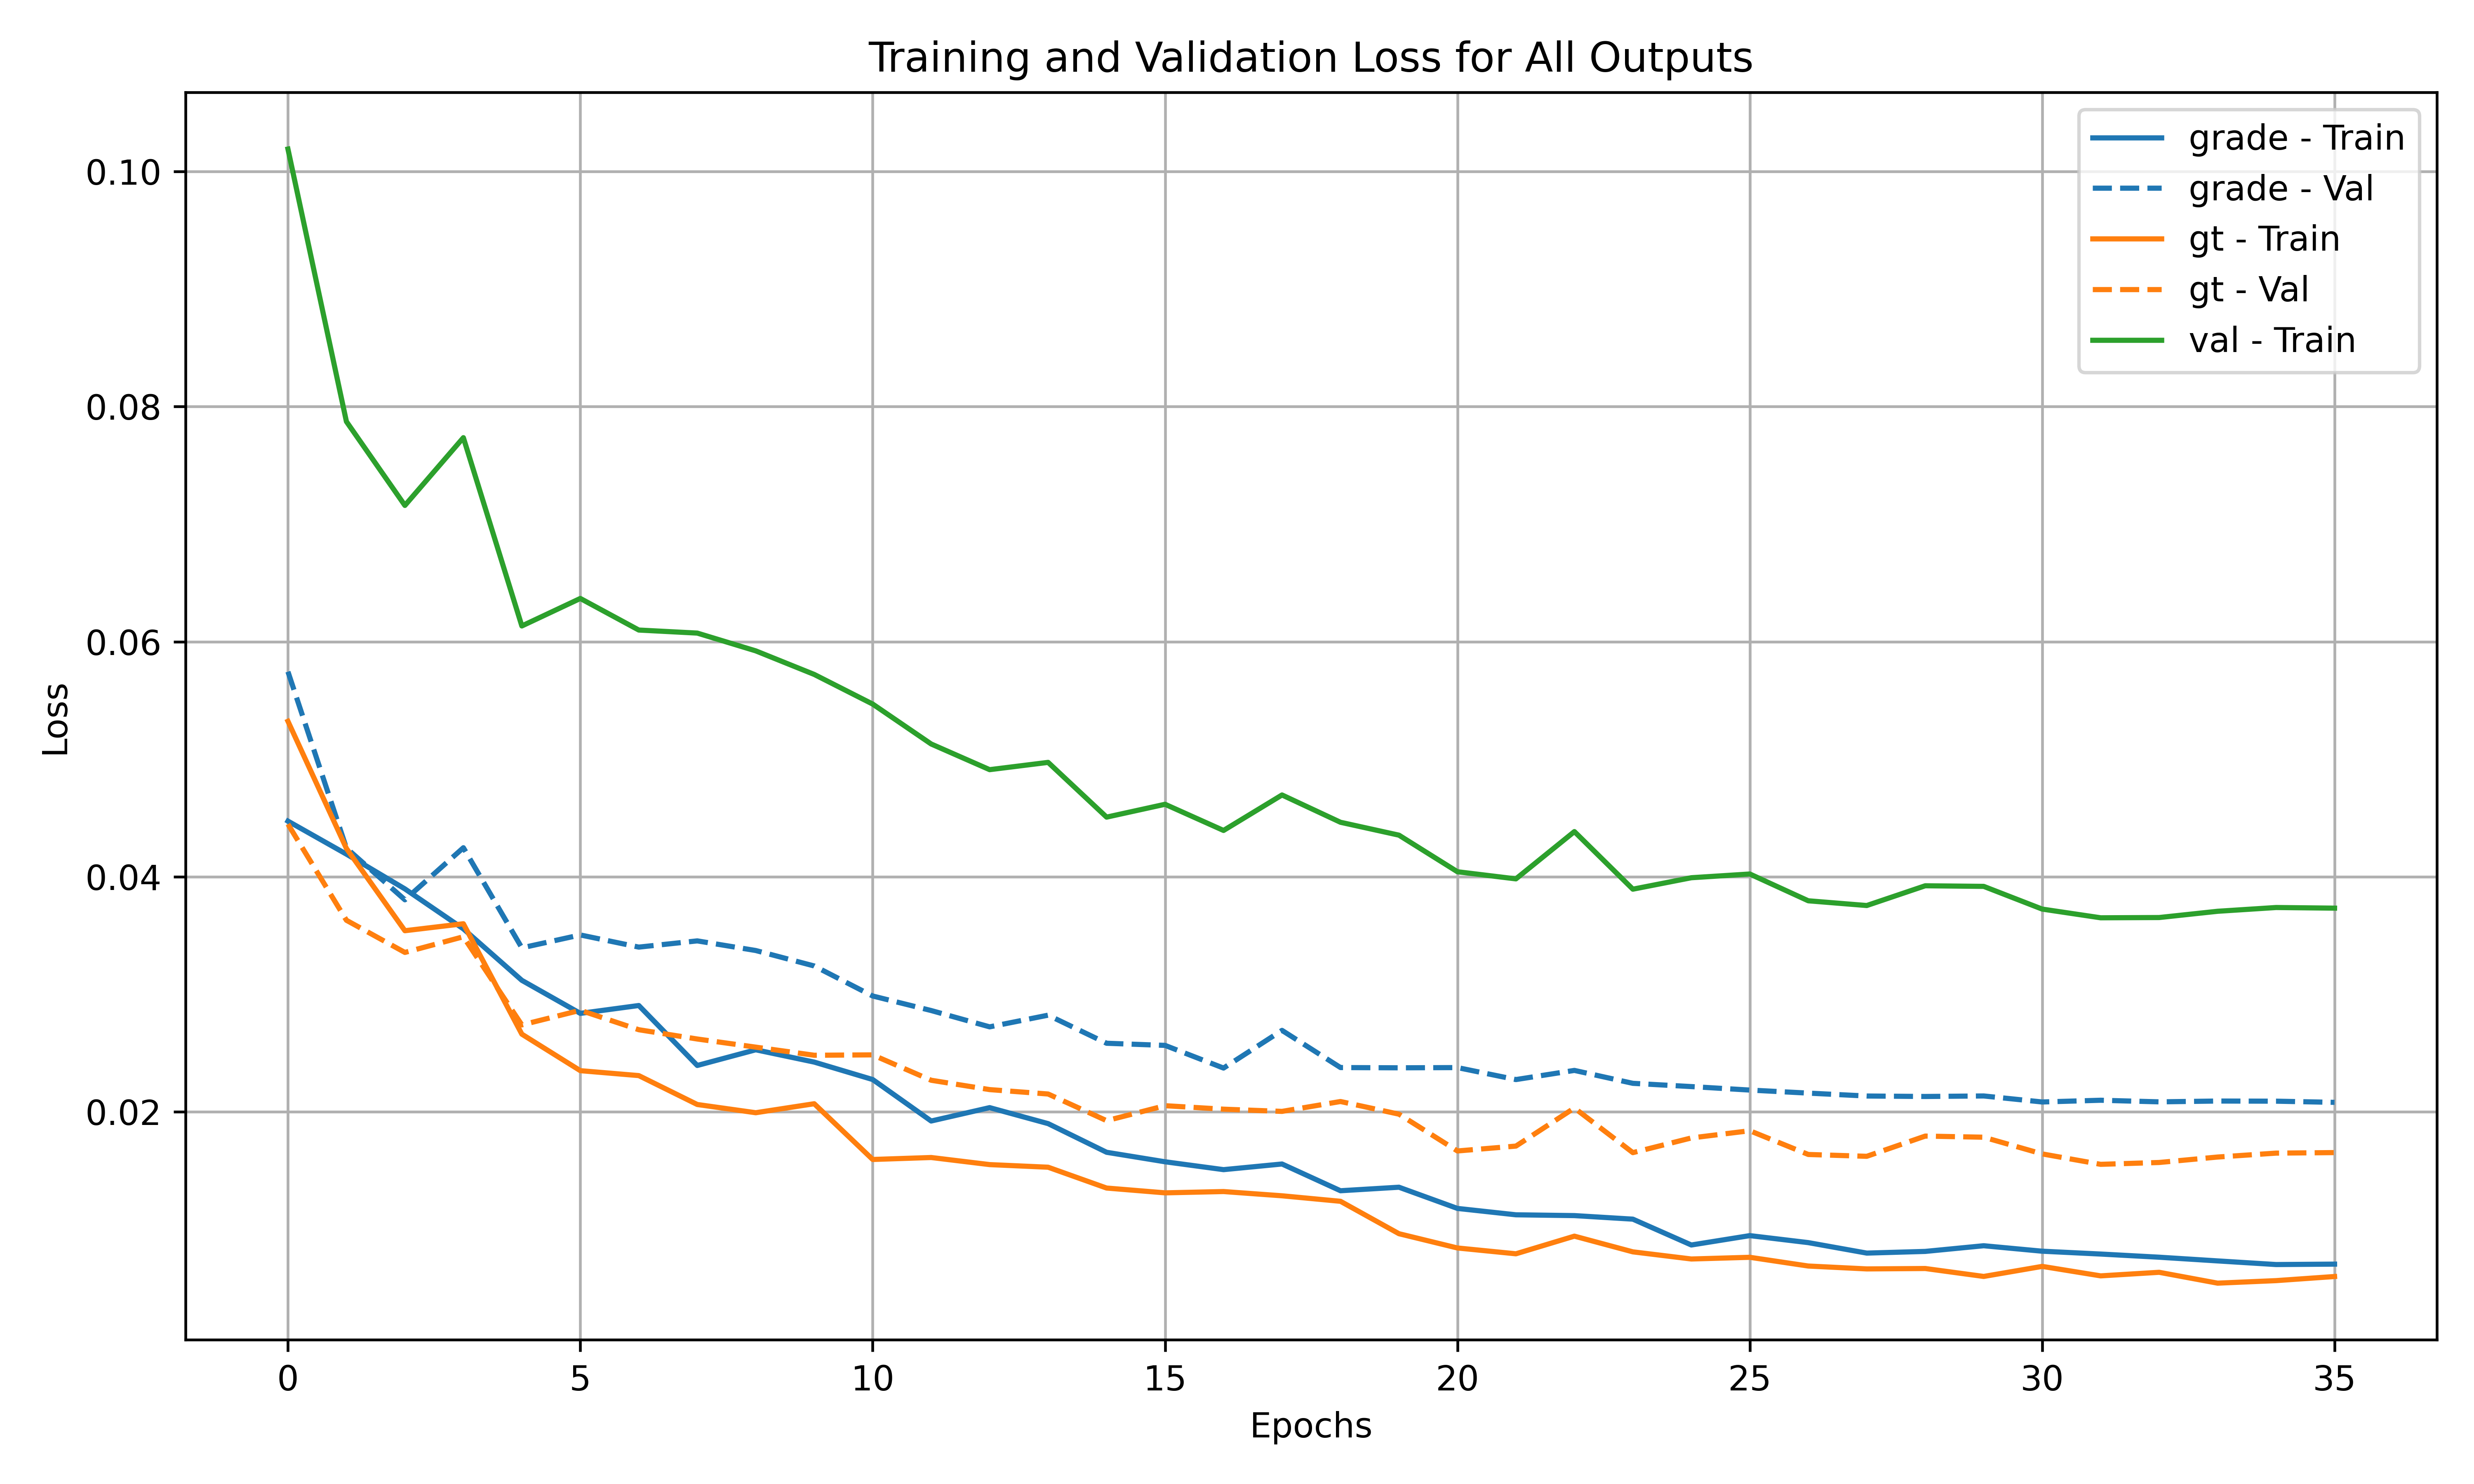 Training and Validation Loss for All Outputs
grade - Train
grade - Val
gt - Train
gt - Val
val - Train
Loss
0.10
0.08
0.06
0.04
0.02
0 5 10 15 20 25 30 35
Epochs